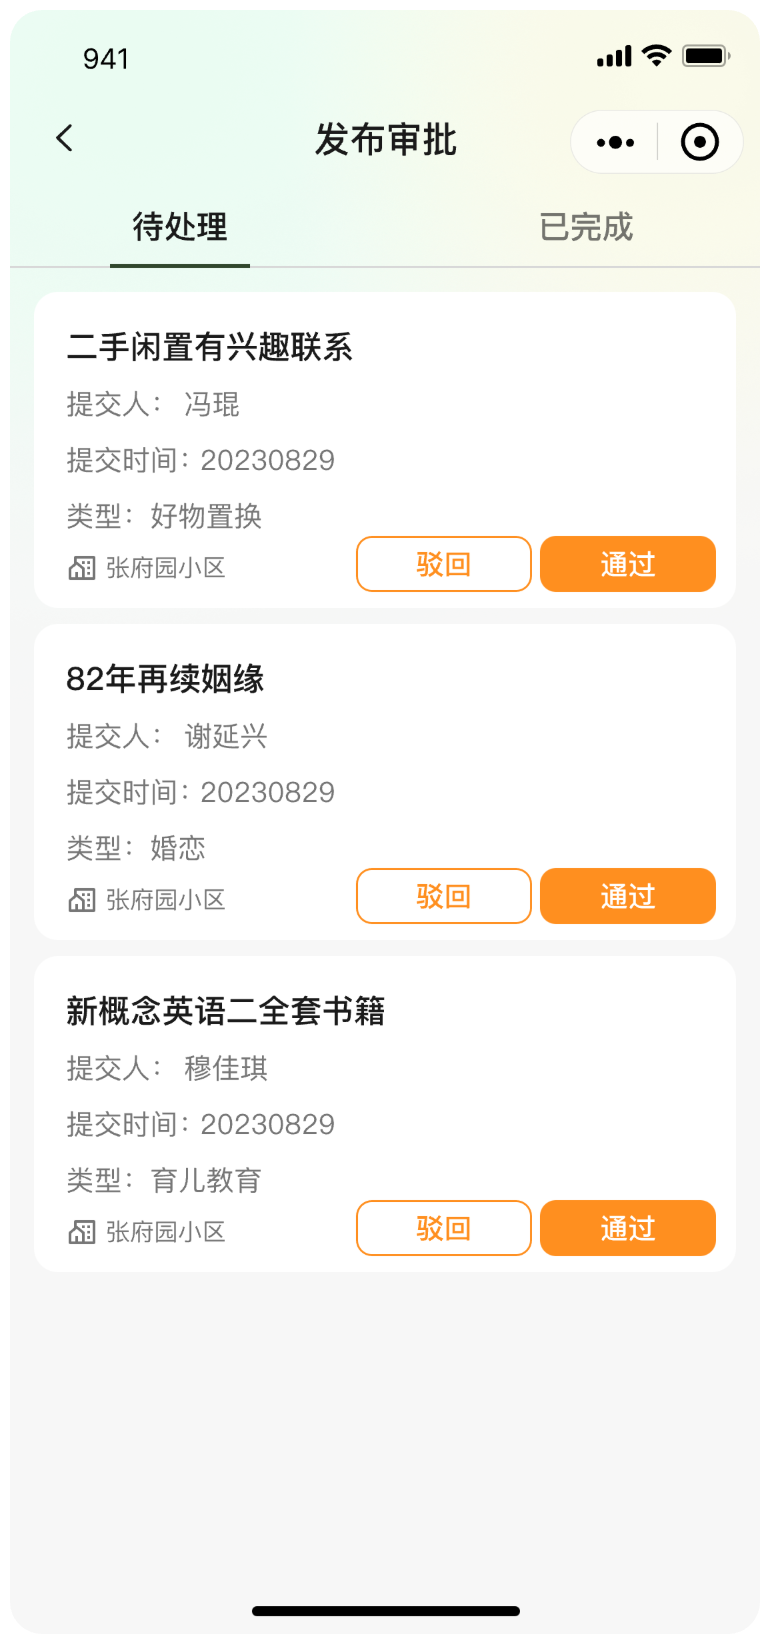 941
发布审批
待处理 已完成
二手闲置有兴趣联系
提交人： 冯琨
提交时间：20230829
类型：好物置换
张府园小区 驳回 通过
82年再续姻缘
提交人： 谢延兴
提交时间：20230829
类型：婚恋
张府园小区 驳回 通过
新概念英语二全套书籍
提交人： 穆佳琪
提交时间：20230829
类型：育儿教育
张府园小区 驳回 通过